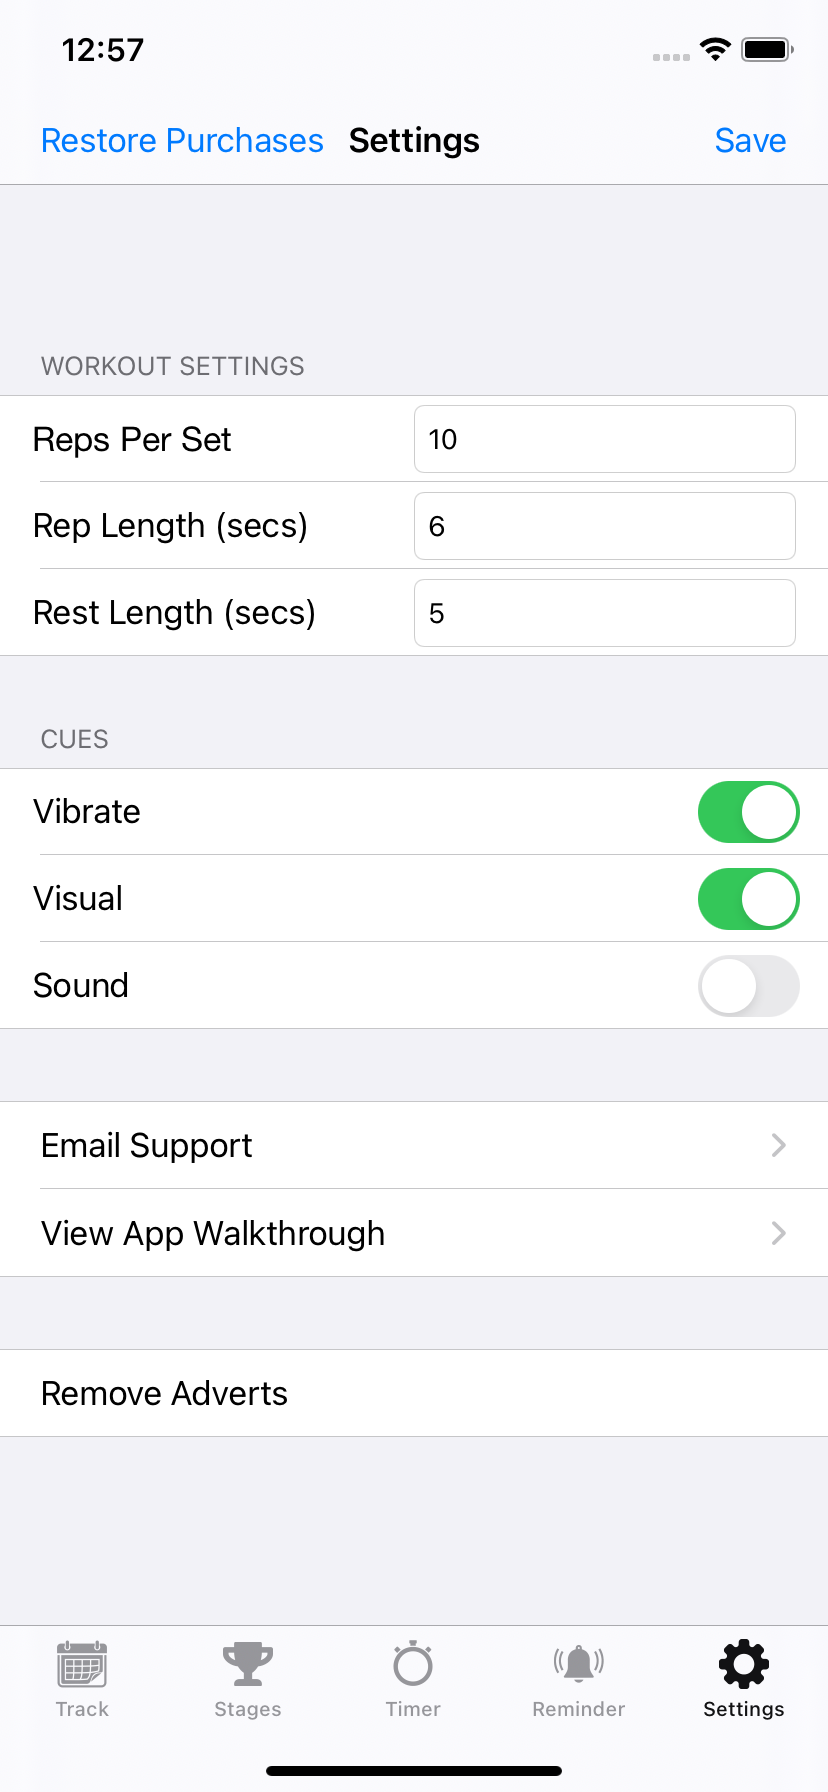 12:57
Restore Purchases Settings Save
WORKOUT SETTINGS
Reps Per Set 10
Rep Length (secs) 6
Rest Length (secs) 5
CUES
Vibrate
Visual
Sound
Email Support
View App Walkthrough
Remove Adverts
Track Stages Timer Reminder Settings